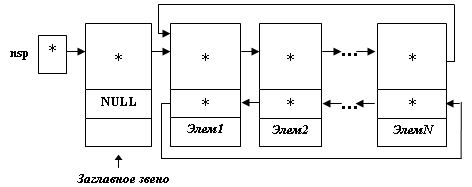 nsp * * * * ... *
NULL * * ... *
Элем1 Элем2 ЭлемN
Заглавное звено